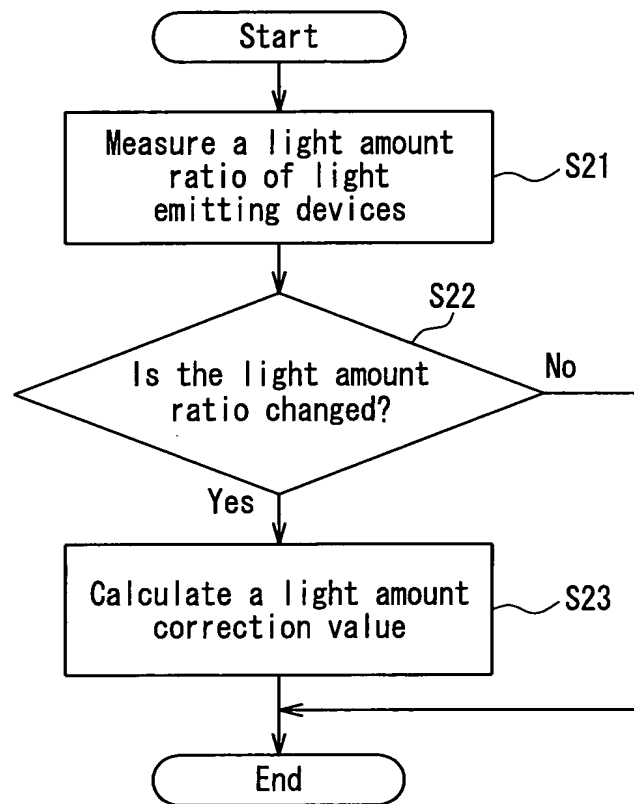 Start
Measure a light amount
ratio of light
emitting devices
S21
S22
Is the light amount
ratio changed?
No
Yes
Calculate a light amount
correction value
S23
End